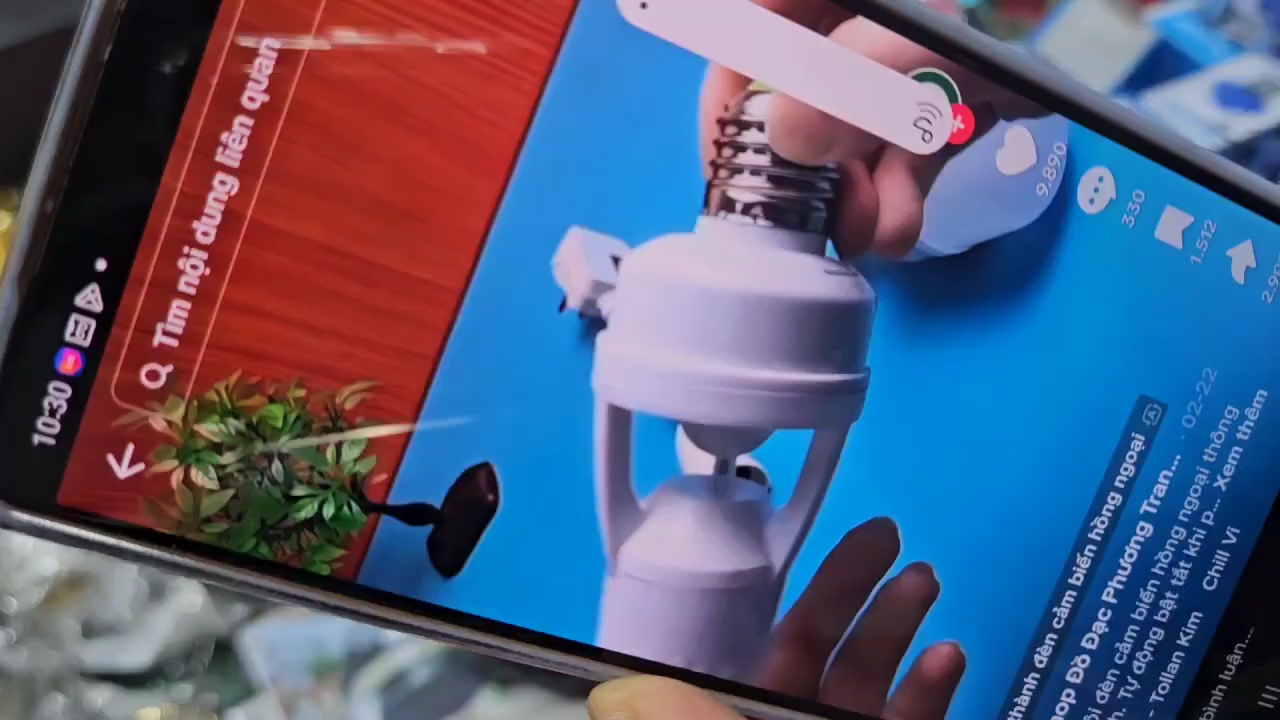 10:30
Tìm nội dung liên quan
9.890
330
1.512
thành đèn cảm biến hồng ngoại
hop Đồ Đạc Phương Tran... · 02-22
đèn cảm biến hồng ngoại thông
Tự động bật tắt khi p... Xem thêm
- Tollan Kim Chill Vi
bình luận...